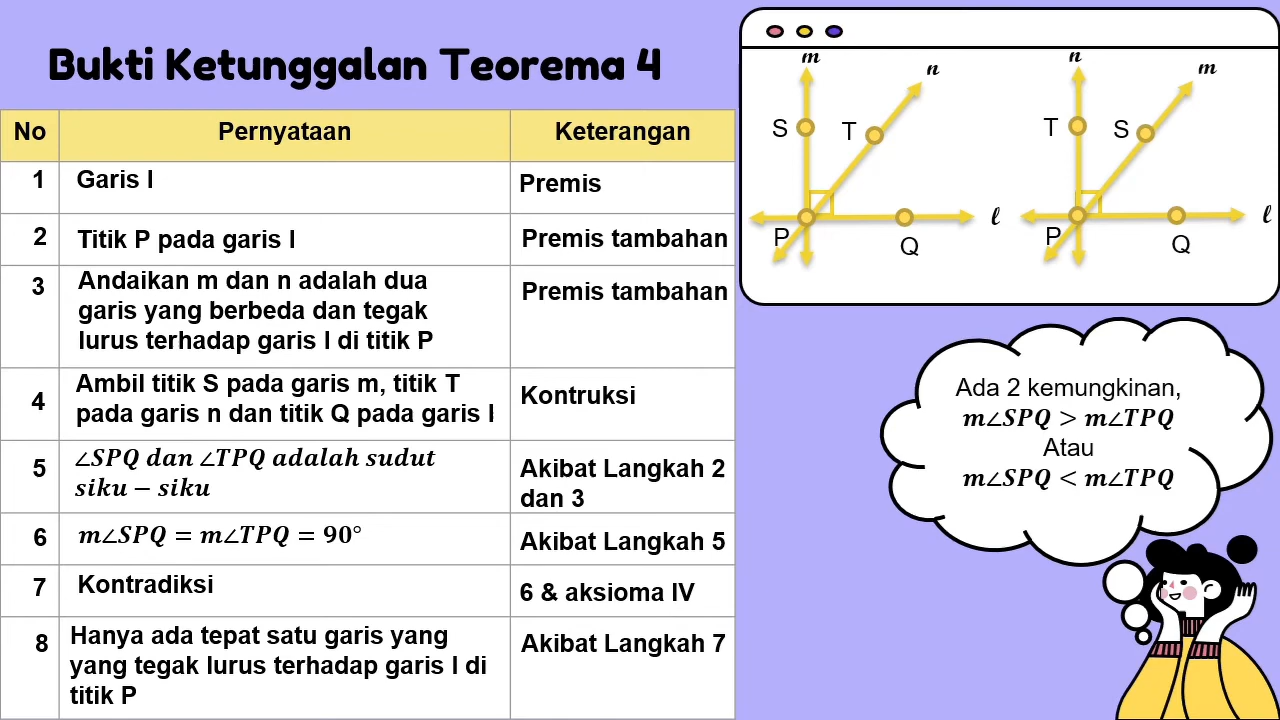 Bukti Ketunggalan Teorema 4
No Pernyataan Keterangan
1 Garis l Premis
2 Titik P pada garis l Premis tambahan
3 Andaikan m dan n adalah dua Premis tambahan
garis yang berbeda dan tegak
lurus terhadap garis l di titik P
4 Ambil titik S pada garis m, titik T Kontruksi
pada garis n dan titik Q pada garis l
5 ∠SPQ dan ∠TPQ adalah sudut Akibat Langkah 2
siku − siku dan 3
6 m∠SPQ = m∠TPQ = 90° Akibat Langkah 5
7 Kontradiksi 6 & aksioma IV
8 Hanya ada tepat satu garis yang Akibat Langkah 7
yang tegak lurus terhadap garis l di
titik P
m n
S T
P Q ℓ
n m
T S
P Q ℓ
Ada 2 kemungkinan,
m∠SPQ > m∠TPQ
Atau
m∠SPQ < m∠TPQ